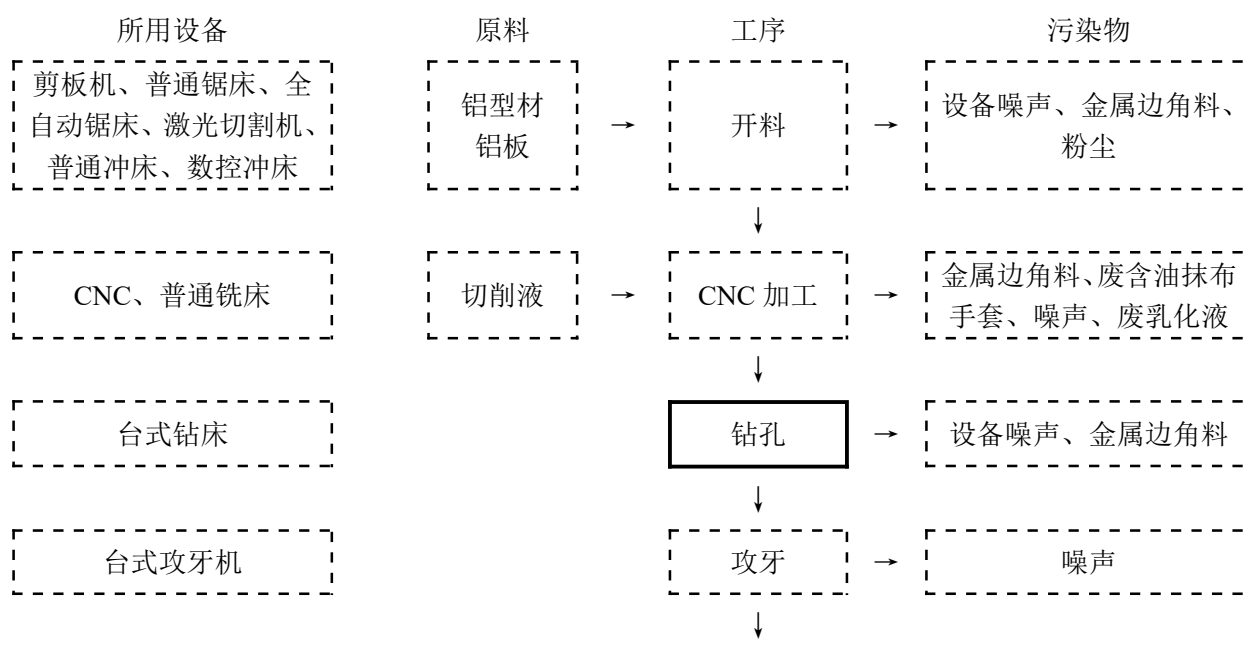 所用设备 原料 工序 污染物
剪板机、普通锯床、全
自动锯床、激光切割机、
普通冲床、数控冲床
铝型材
铝板
→
开料
→
设备噪声、金属边角料、
粉尘
↓
CNC、普通铣床
切削液
→
CNC 加工
→
金属边角料、废含油抹布
手套、噪声、废乳化液
↓
台式钻床
钻孔
→
设备噪声、金属边角料
↓
台式攻牙机
攻牙
→
噪声
↓